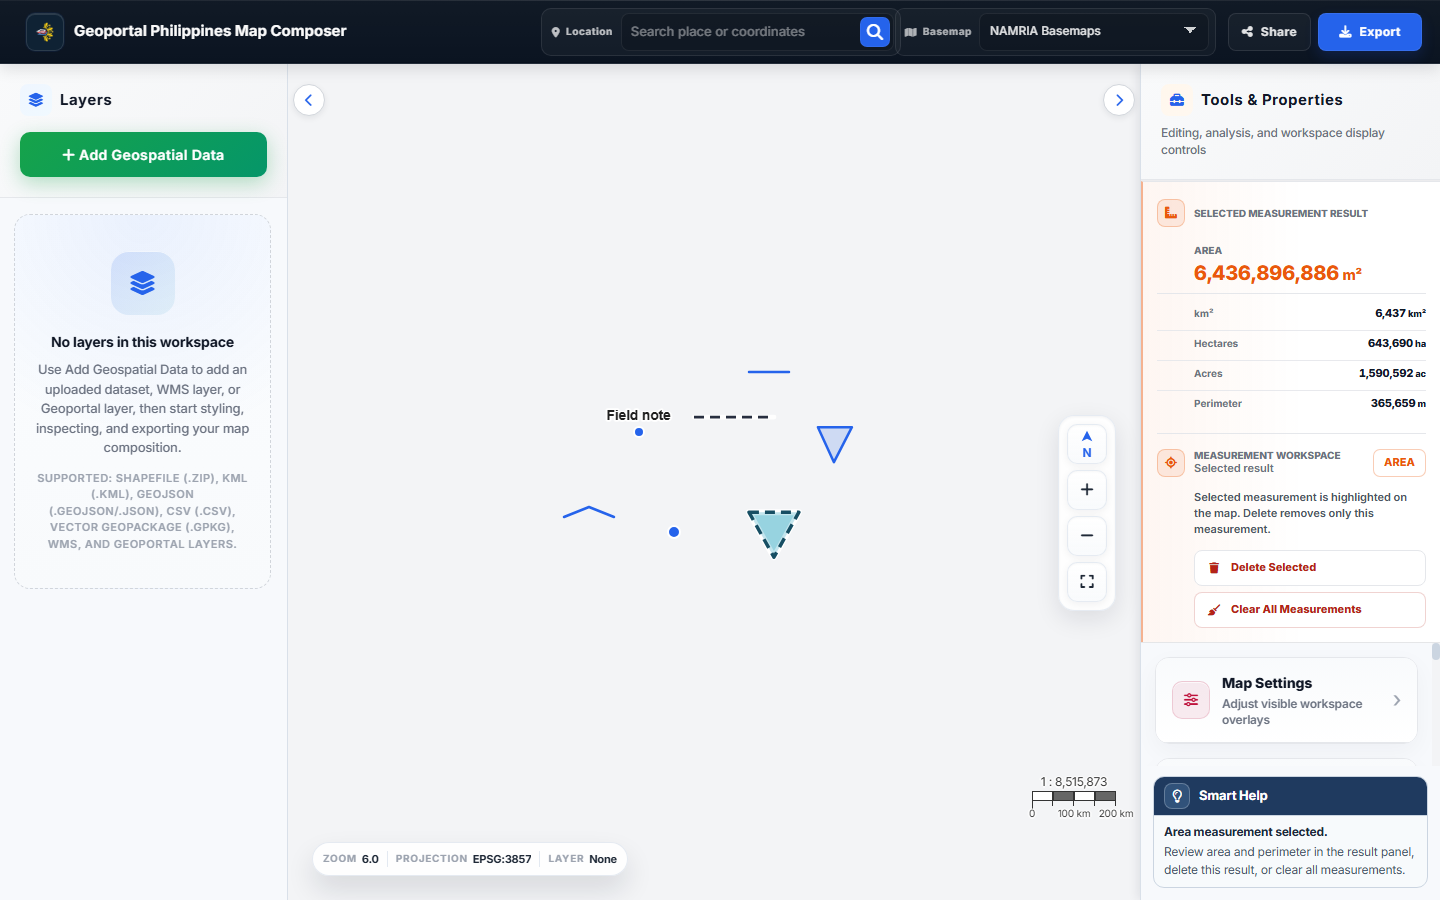 Geoportal Philippines Map Composer
Location
Search place or coordinates
Basemap
NAMRIA Basemaps
Share
Export
Layers
+ Add Geospatial Data
No layers in this workspace
Use Add Geospatial Data to add an
uploaded dataset, WMS layer, or
Geoportal layer, then start styling,
inspecting, and exporting your map
composition.
SUPPORTED: SHAPEFILE (.ZIP), KML
(.KML), GEOJSON
(.GEOJSON/.JSON), CSV (.CSV),
VECTOR GEOPACKAGE (.GPKG),
WMS, AND GEOPORTAL LAYERS.
Field note
N
1 : 8,515,873
0 100 km 200 km
ZOOM 6.0 PROJECTION EPSG:3857 LAYER None
Tools & Properties
Editing, analysis, and workspace display
controls
SELECTED MEASUREMENT RESULT
AREA
6,436,896,886 m²
km² 6,437 km²
Hectares 643,690 ha
Acres 1,590,592 ac
Perimeter 365,659 m
MEASUREMENT WORKSPACE
Selected result
AREA
Selected measurement is highlighted on
the map. Delete removes only this
measurement.
Delete Selected
Clear All Measurements
Map Settings
Adjust visible workspace
overlays
Smart Help
Area measurement selected.
Review area and perimeter in the result panel,
delete this result, or clear all measurements.